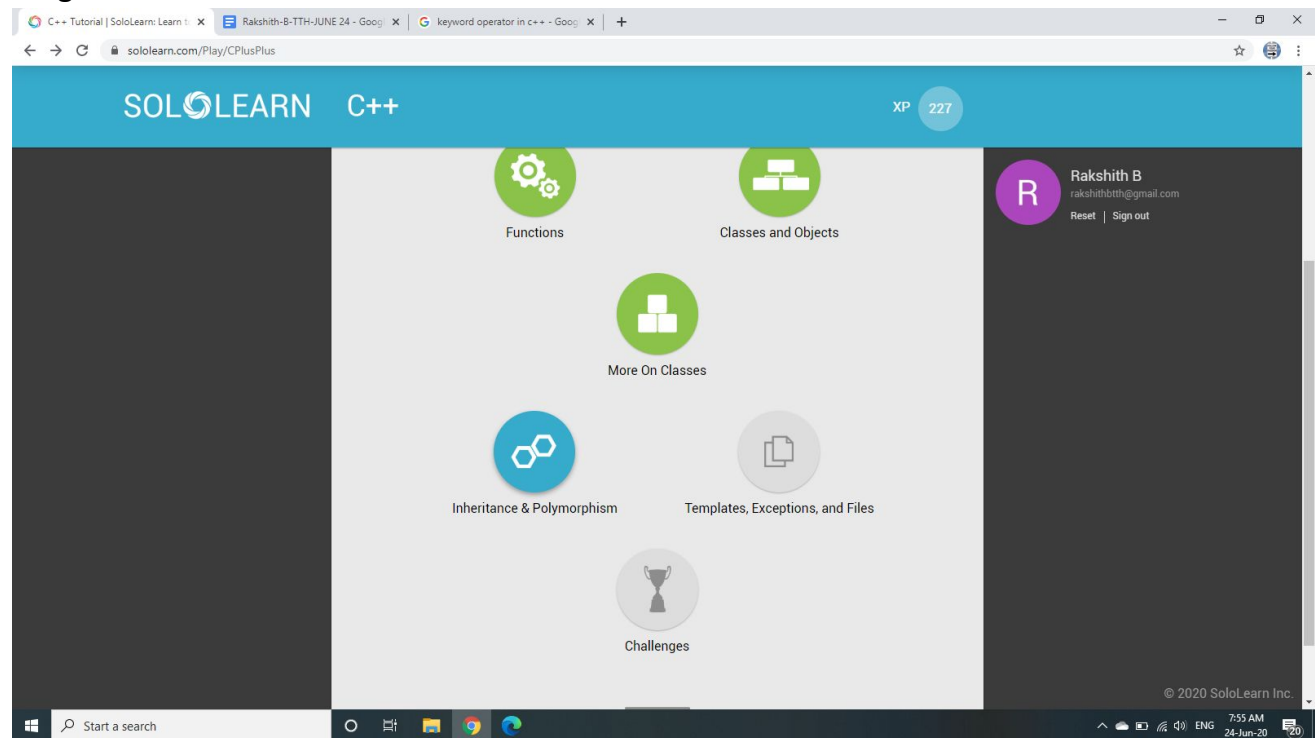 C++ Tutorial | SoloLearn: Learn t
Rakshith-B-TTH-JUNE 24 - Goog
keyword operator in c++ - Goog
sololearn.com/Play/CPlusPlus
SOLOLEARN C++
XP 227
R
Rakshith B
rakshithbtth@gmail.com
Reset | Sign out
Functions
Classes and Objects
More On Classes
Inheritance & Polymorphism
Templates, Exceptions, and Files
Challenges
© 2020 SoloLearn Inc.
Start a search
ENG
7:55 AM
24-Jun-20
20